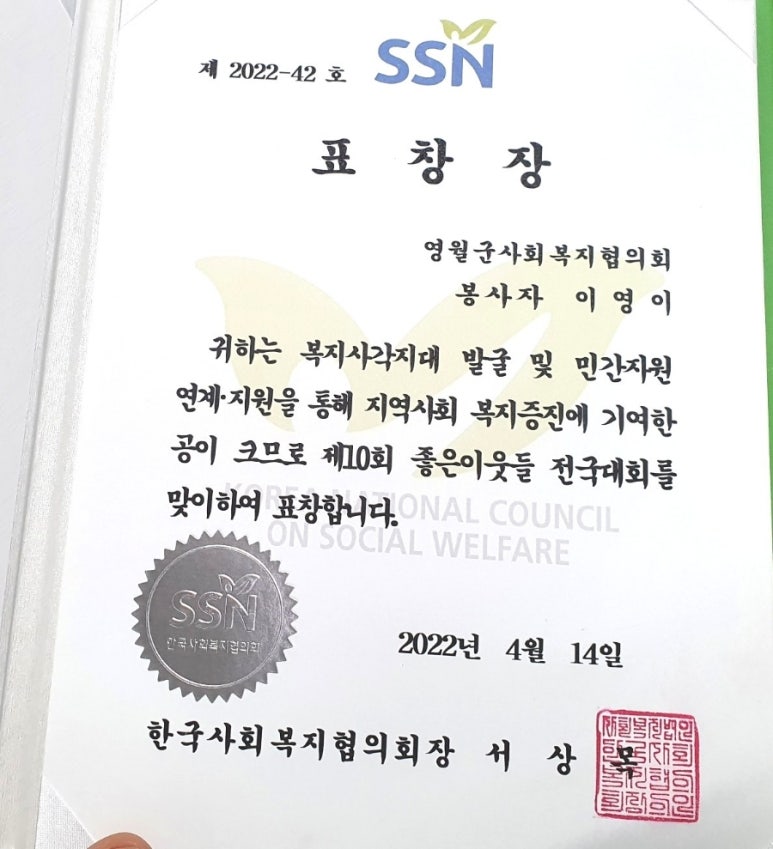 제 2022-42 호
SSN
표 창 장
영월군사회복지협의회
봉사자 이영이
귀하는 복지사각지대 발굴 및 민간자원
연계·지원을 통해 지역사회 복지증진에 기여한
공이 크므로 제10회 좋은이웃들 전국대회를
맞이하여 표창합니다.
KOREA NATIONAL COUNCIL
ON SOCIAL WELFARE
SSN
한국사회복지협의회
2022년 4월 14일
한국사회복지협의회장 서 상 목